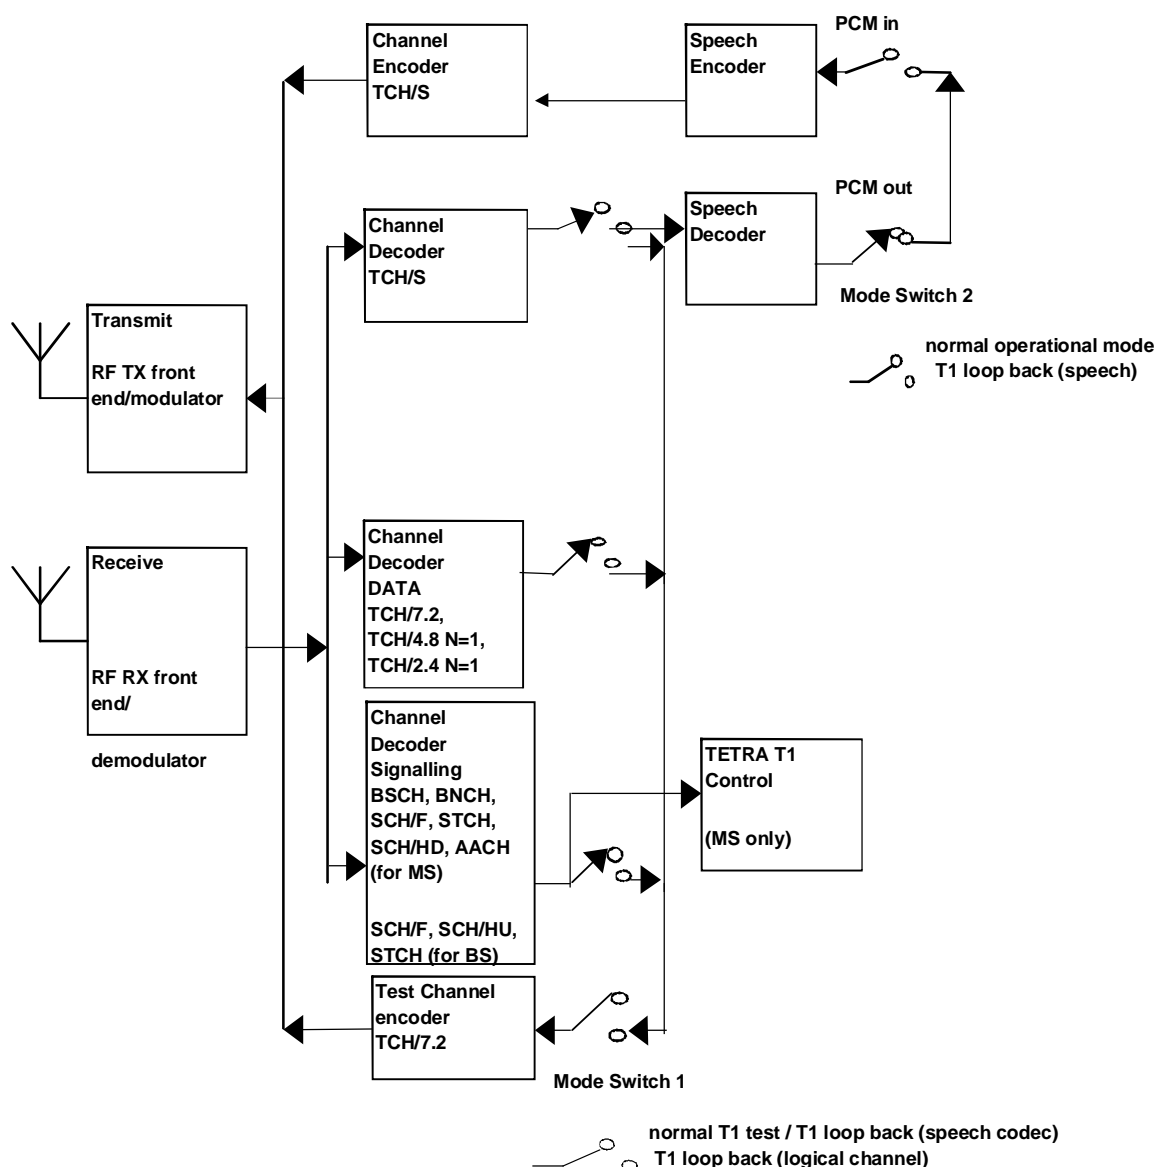 PCM in
Channel
Encoder
TCH/S
Speech
Encoder
PCM out
Channel
Decoder
TCH/S
Speech
Decoder
Mode Switch 2
normal operational mode
T1 loop back (speech)
Transmit
RF TX front
end/modulator
Receive
RF RX front
end/
demodulator
Channel
Decoder
DATA
TCH/7.2,
TCH/4.8 N=1,
TCH/2.4 N=1
Channel
Decoder
Signalling
BSCH, BNCH,
SCH/F, STCH,
SCH/HD, AACH
(for MS)
SCH/F, SCH/HU,
STCH (for BS)
TETRA T1
Control
(MS only)
Test Channel
encoder
TCH/7.2
Mode Switch 1
normal T1 test / T1 loop back (speech codec)
T1 loop back (logical channel)